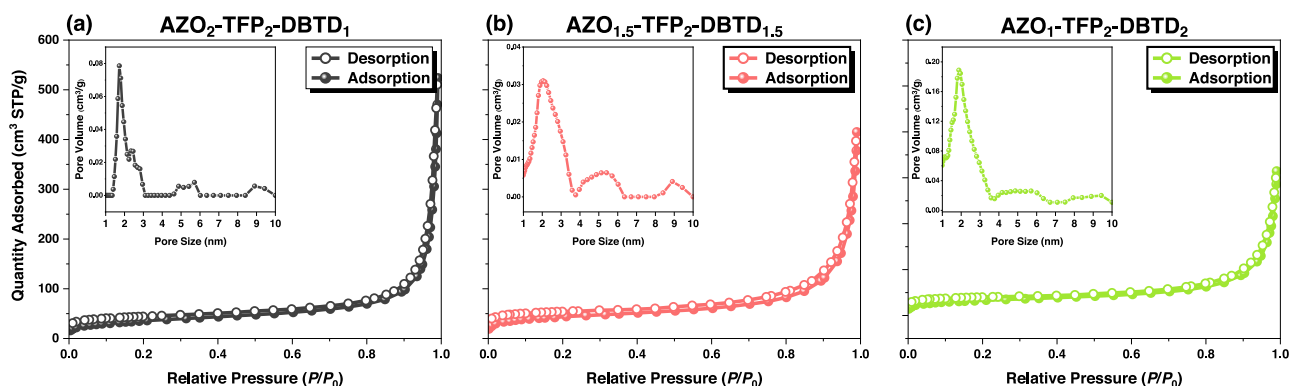 (a) AZO₂-TFP₂-DBTD₁
(b) AZO₁.₅-TFP₂-DBTD₁.₅
(c) AZO₁-TFP₂-DBTD₂
Quantity Adsorbed (cm³ STP/g)
600
500
400
300
200
100
0
0.0 0.2 0.4 0.6 0.8 1.0
Relative Pressure (P/P₀)
Desorption
Adsorption
Pore Volume (cm³/g)
0.08
0.06
0.04
0.02
0.00
1 2 3 4 5 6 7 8 9 10
Pore Size (nm)
0.0 0.2 0.4 0.6 0.8 1.0
Relative Pressure (P/P₀)
Desorption
Adsorption
Pore Volume (cm³/g)
0.04
0.03
0.02
0.01
0.00
1 2 3 4 5 6 7 8 9 10
Pore Size (nm)
0.0 0.2 0.4 0.6 0.8 1.0
Relative Pressure (P/P₀)
Desorption
Adsorption
Pore Volume (cm³/g)
0.20
0.16
0.12
0.08
0.04
0.00
1 2 3 4 5 6 7 8 9 10
Pore Size (nm)